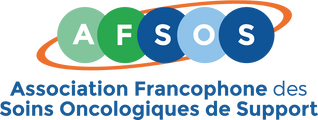 AFSOS
Association Francophone des
Soins Oncologiques de Support